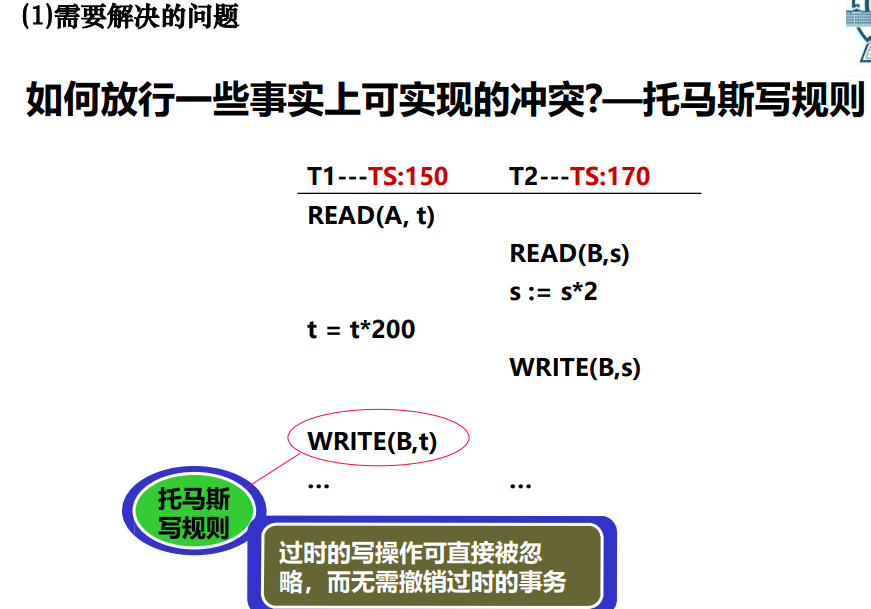 (1)需要解决的问题
如何放行一些事实上可实现的冲突?—托马斯写规则
T1---TS:150 T2---TS:170
READ(A, t)
READ(B,s)
s := s*2
t = t*200
WRITE(B,s)
WRITE(B,t)
... ...
托马斯
写规则
过时的写操作可直接被忽
略，而无需撤销过时的事务